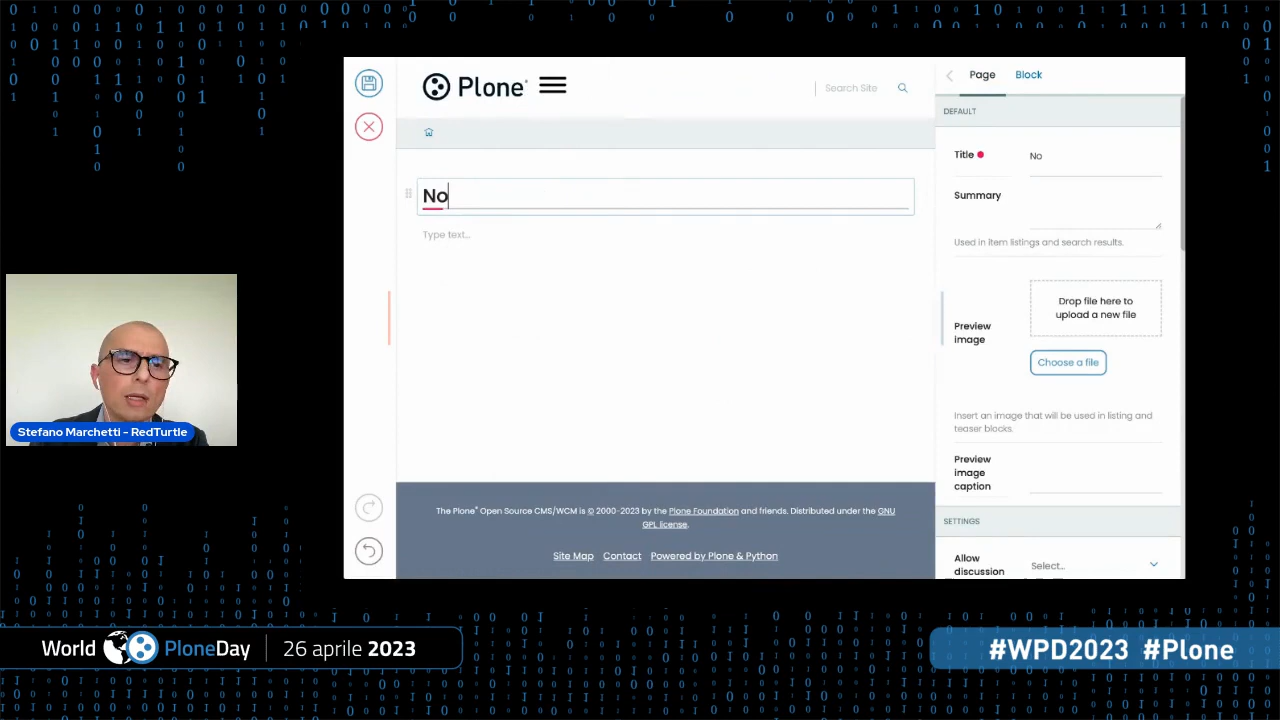 Plone®
Search Site
Page
Block
DEFAULT
Title
No
No
Summary
Type text...
Used in item listings and search results.
Drop file here to
upload a new file
Preview
image
Choose a file
Insert an image that will be used in listing and
teaser blocks.
Preview
image
caption
SETTINGS
Allow
discussion
Select...
The Plone® Open Source CMS/WCM is © 2000-2023 by the Plone Foundation and friends. Distributed under the GNU
GPL license.
Site Map
Contact
Powered by Plone & Python
Stefano Marchetti - RedTurtle
World PloneDay
26 aprile 2023
#WPD2023 #Plone